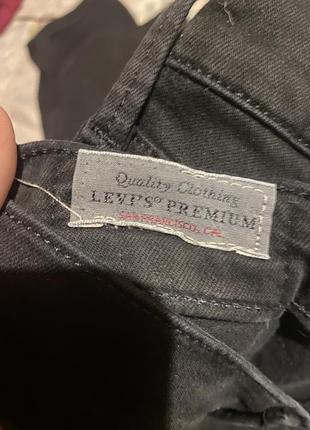 Quality Clothing
LEVI'S® PREMIUM
SAN FRANCISCO, CAL.